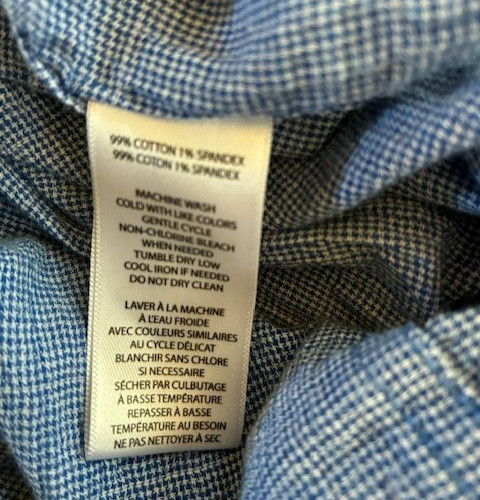 99% COTTON 1% SPANDEX
99% COTON 1% SPANDEX
MACHINE WASH
COLD WITH LIKE COLORS
GENTLE CYCLE
NON-CHLORINE BLEACH
WHEN NEEDED
TUMBLE DRY LOW
COOL IRON IF NEEDED
DO NOT DRY CLEAN
LAVER À LA MACHINE
À L'EAU FROIDE
AVEC COULEURS SIMILAIRES
AU CYCLE DÉLICAT
BLANCHIR SANS CHLORE
SI NECESSAIRE
SÉCHER PAR CULBUTAGE
À BASSE TEMPÉRATURE
REPASSER À BASSE
TEMPÉRATURE AU BESOIN
NE PAS NETTOYER À SEC